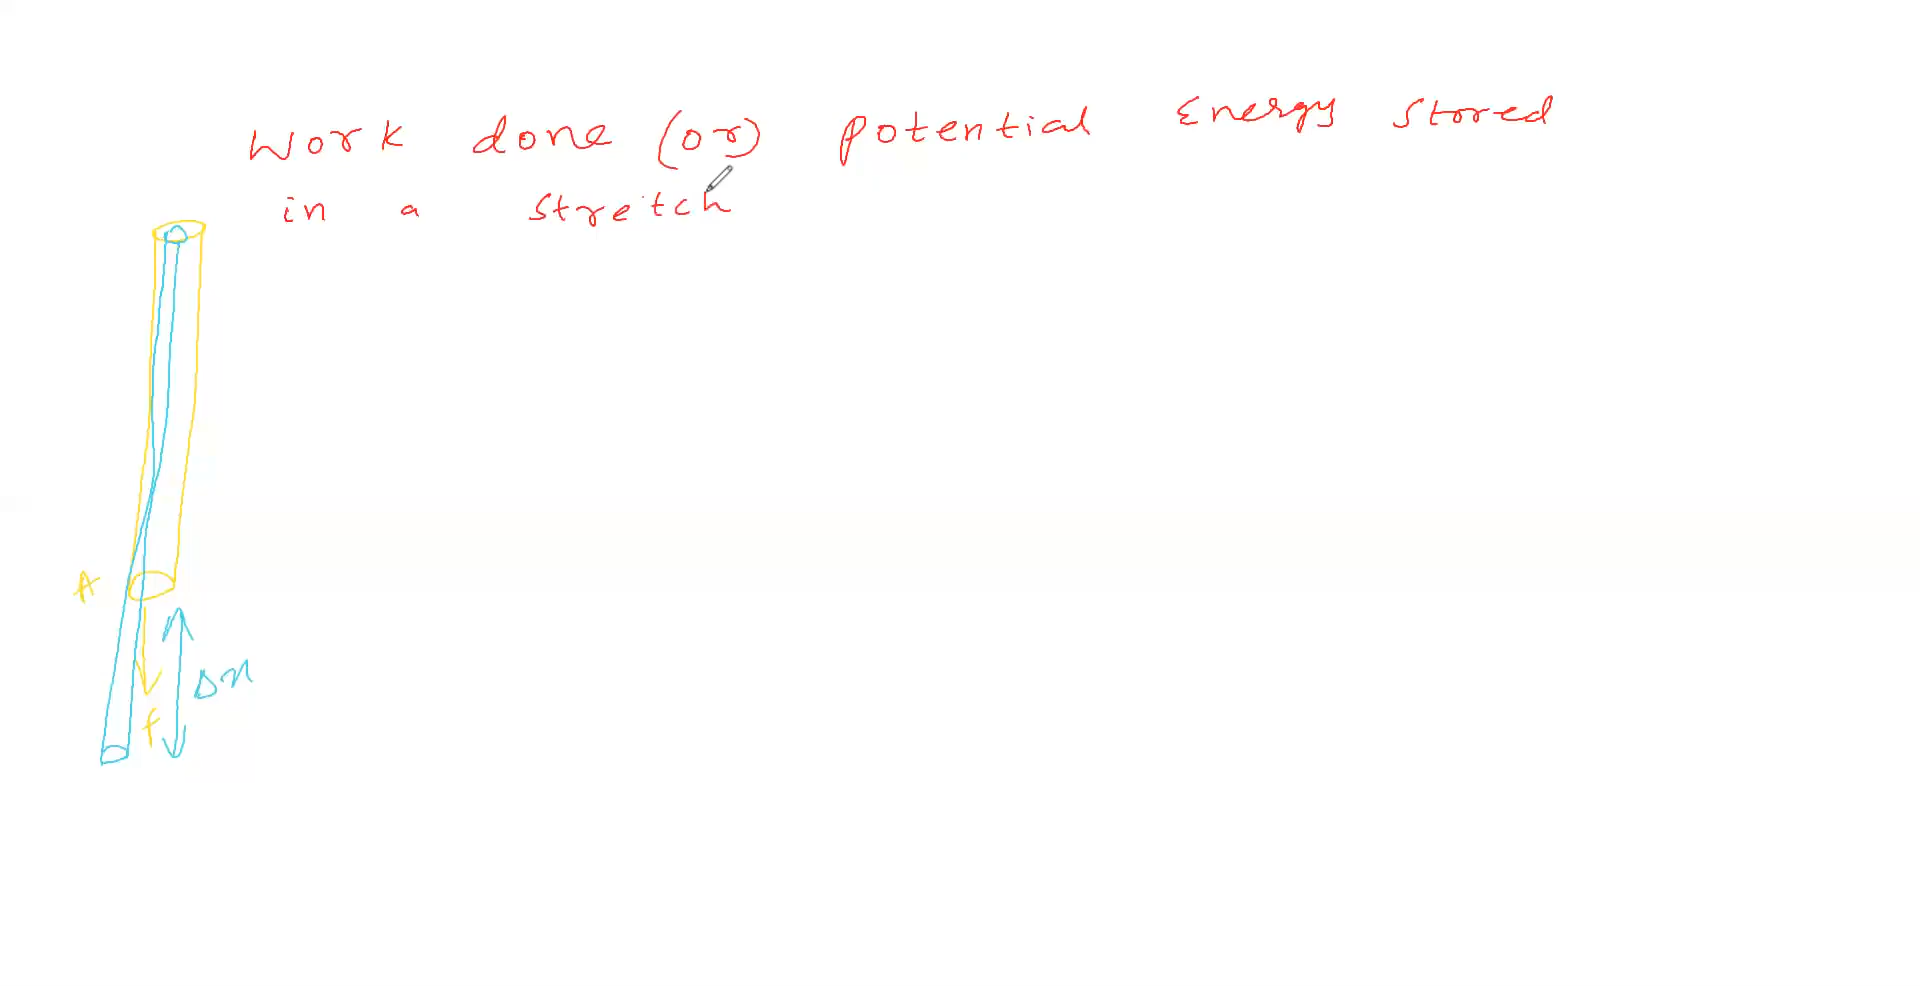 Work done (or) potential Energy stored
in a stretch
A
Δx
f